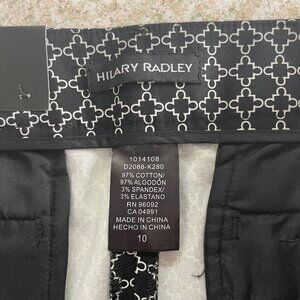 HILARY RADLEY
1014108
D2088-K280
97% COTTON/
97% ALGODÓN
3% SPANDEX/
3% ELASTANO
RN 96092
CA 04991
MADE IN CHINA
HECHO EN CHINA
10